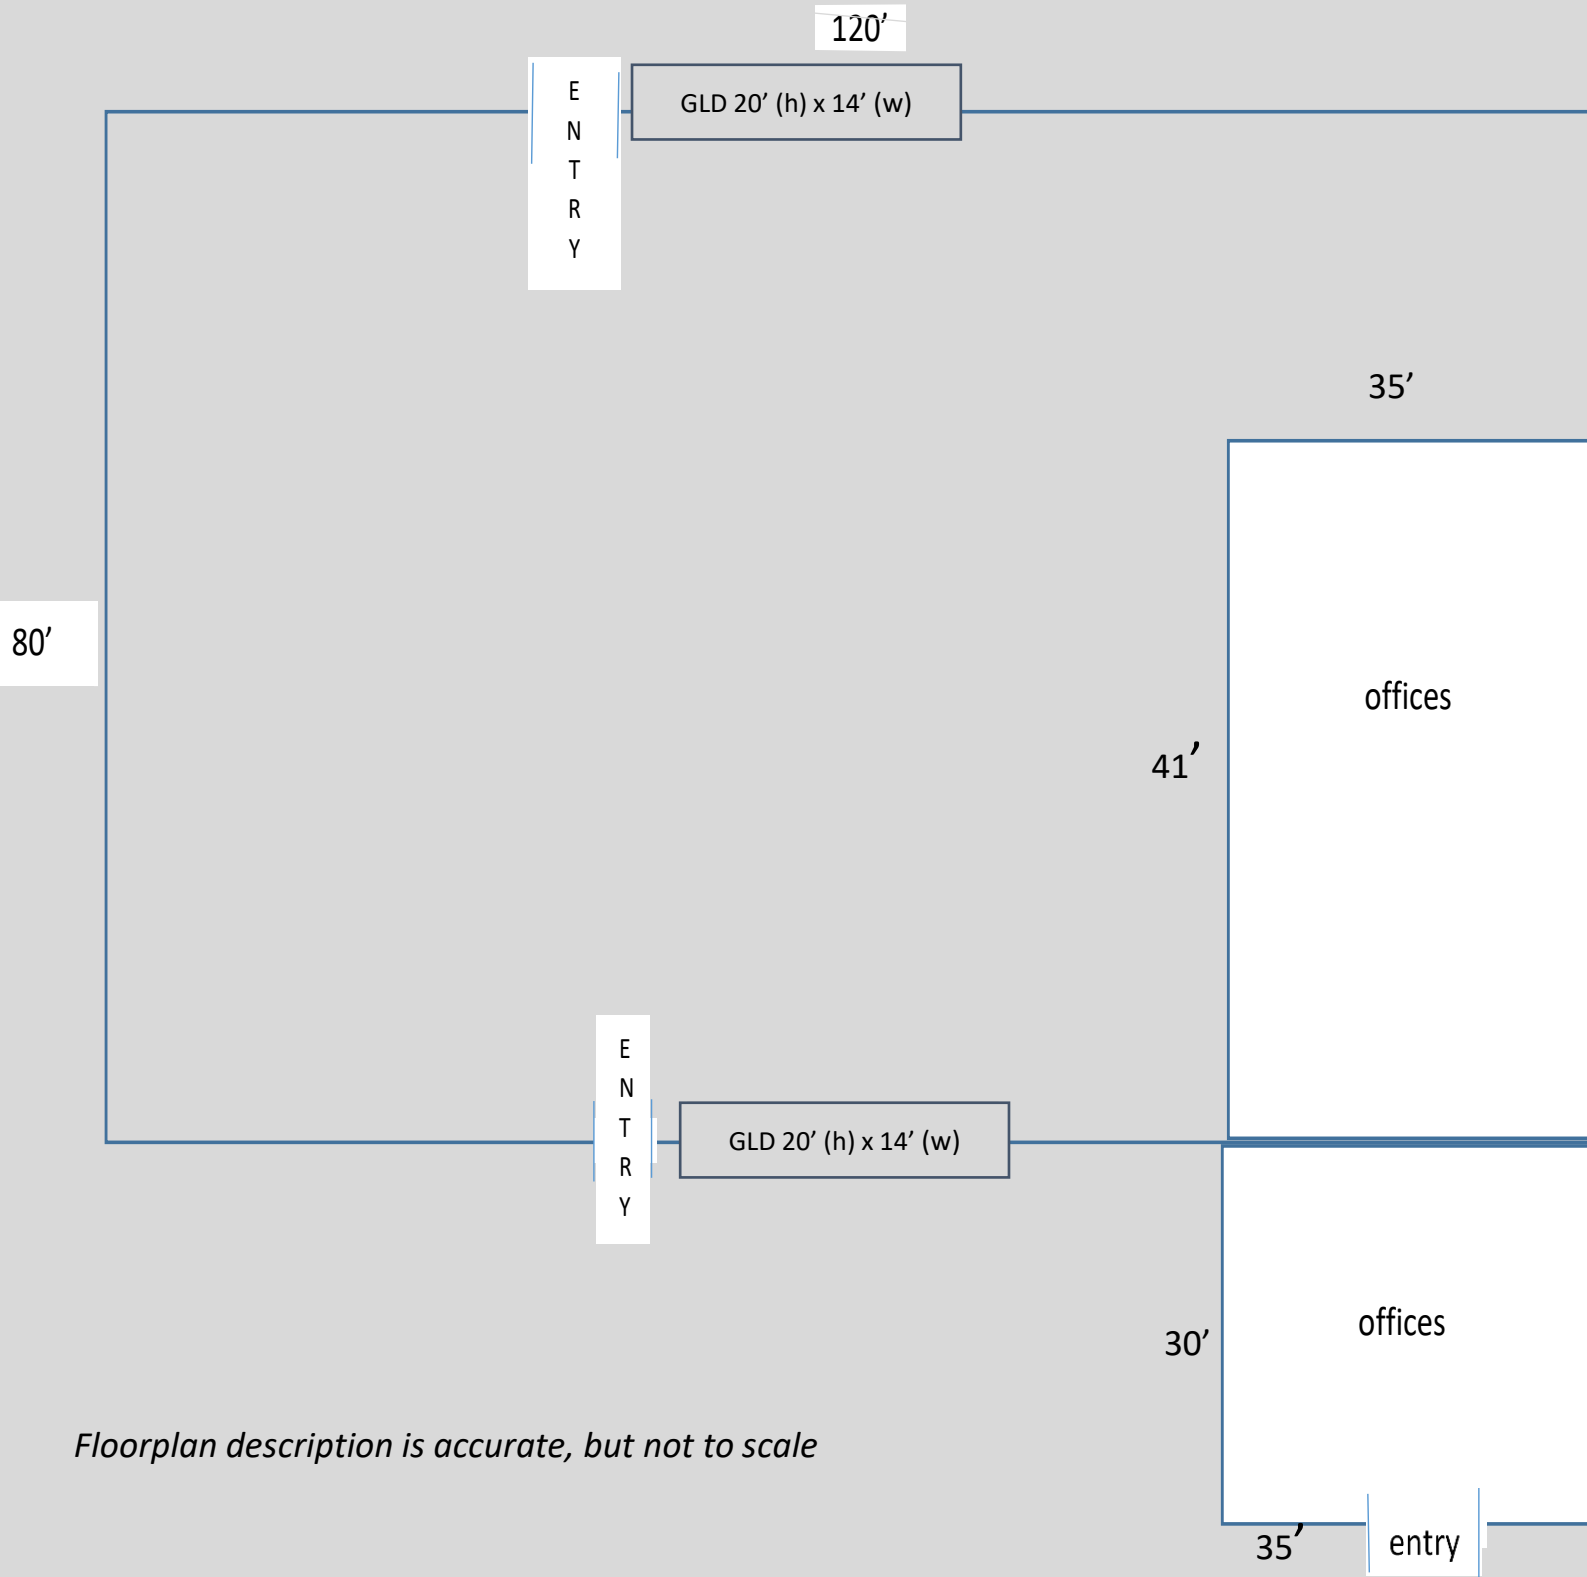 120’
E
N
T
R
Y
GLD 20’ (h) x 14’ (w)
35’
80’
offices
41’
E
N
T
R
Y
GLD 20’ (h) x 14’ (w)
30’
offices
Floorplan description is accurate, but not to scale
35’
entry